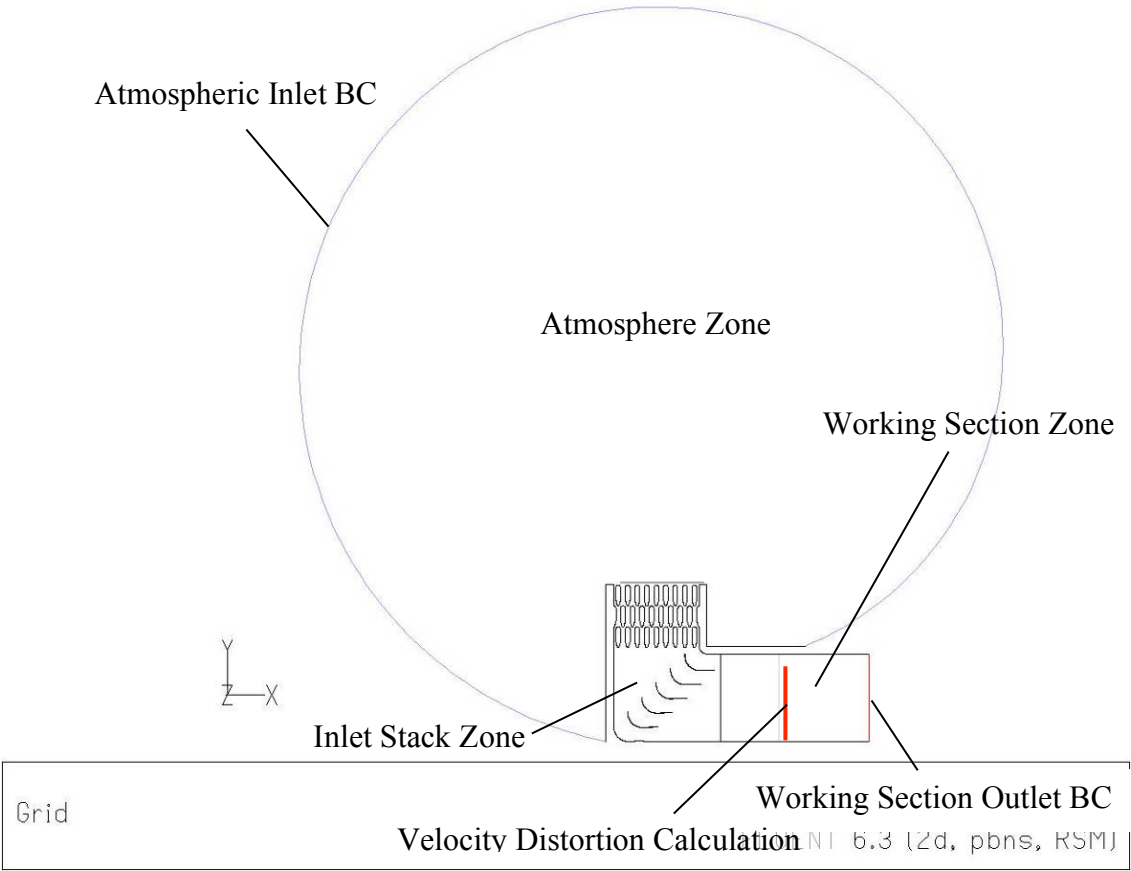 Atmospheric Inlet BC
Atmosphere Zone
Working Section Zone
Y
Z X
Inlet Stack Zone
Working Section Outlet BC
Grid
Velocity Distortion Calculation
6.3 (2d, pbns, RSM)